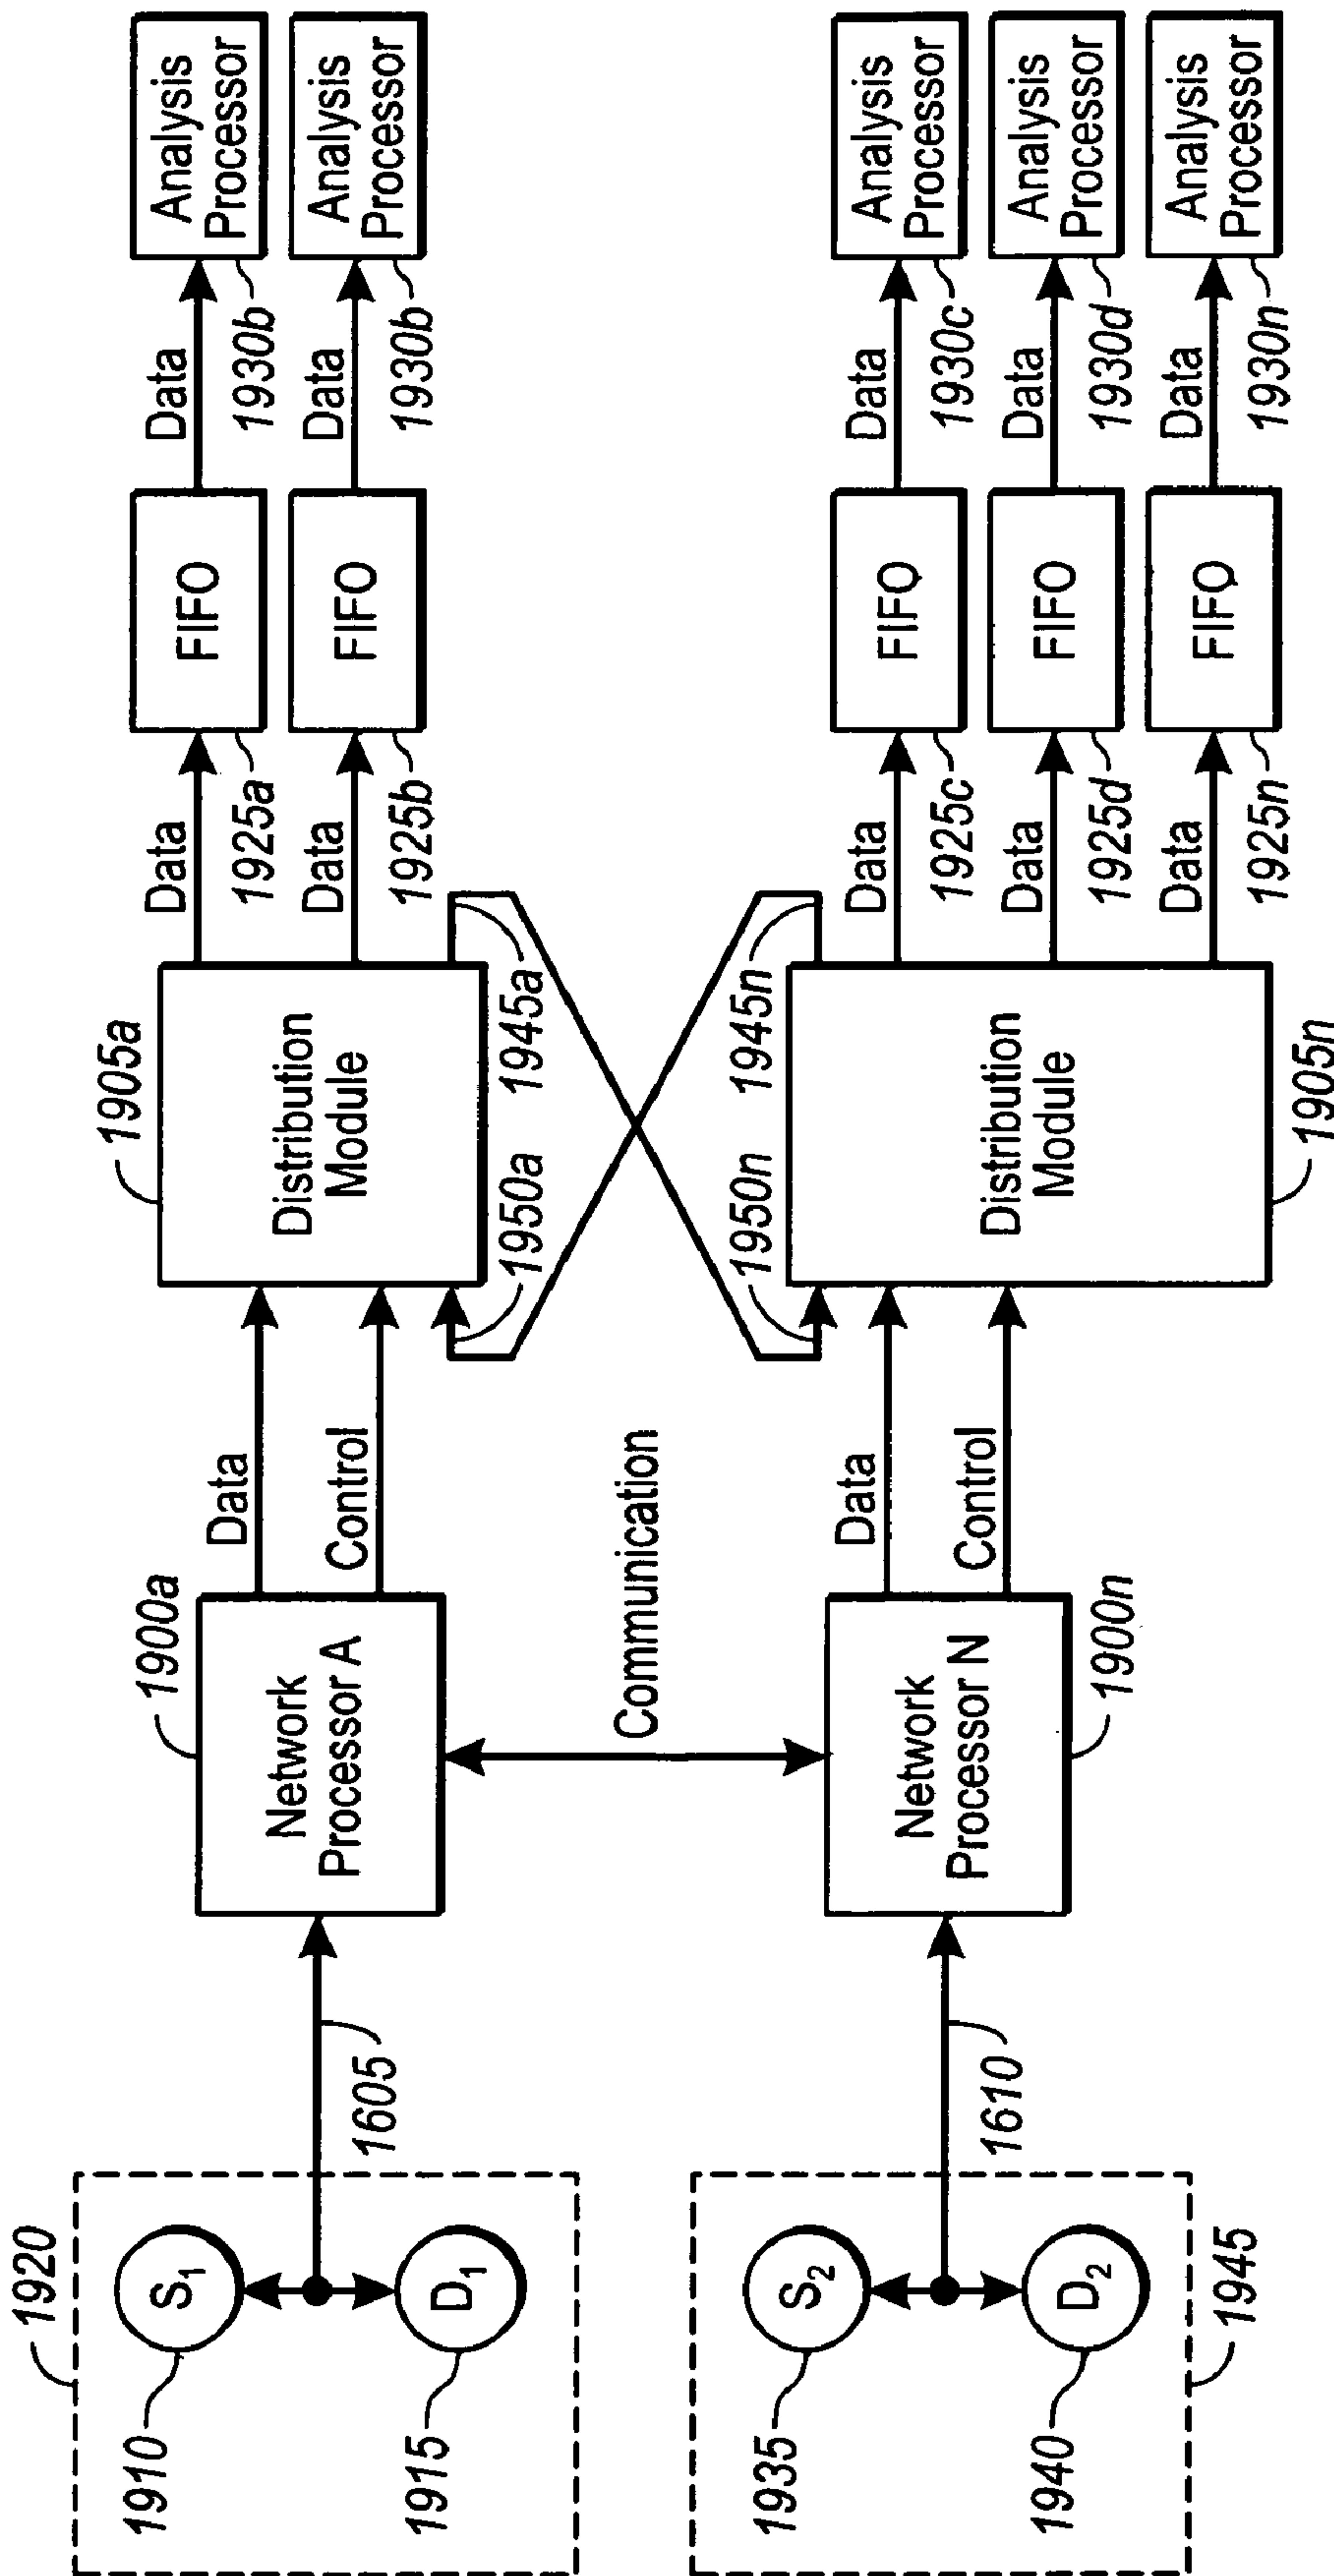 1920
S1
1910
D1
1915
1605
1900a
Network
Processor A
Data
Control
1905a
Distribution
Module
1950a
1945a
Data
1925a
FIFO
Data
1930b
Analysis
Processor
Data
1925b
FIFO
Data
1930b
Analysis
Processor
Communication
S2
1935
D2
1940
1945
1610
Network
Processor N
1900n
Data
Control
1950n
1945n
Distribution
Module
1905n
Data
1925c
FIFO
Data
1930c
Analysis
Processor
Data
1925d
FIFO
Data
1930d
Analysis
Processor
Data
1925n
FIFO
Data
1930n
Analysis
Processor